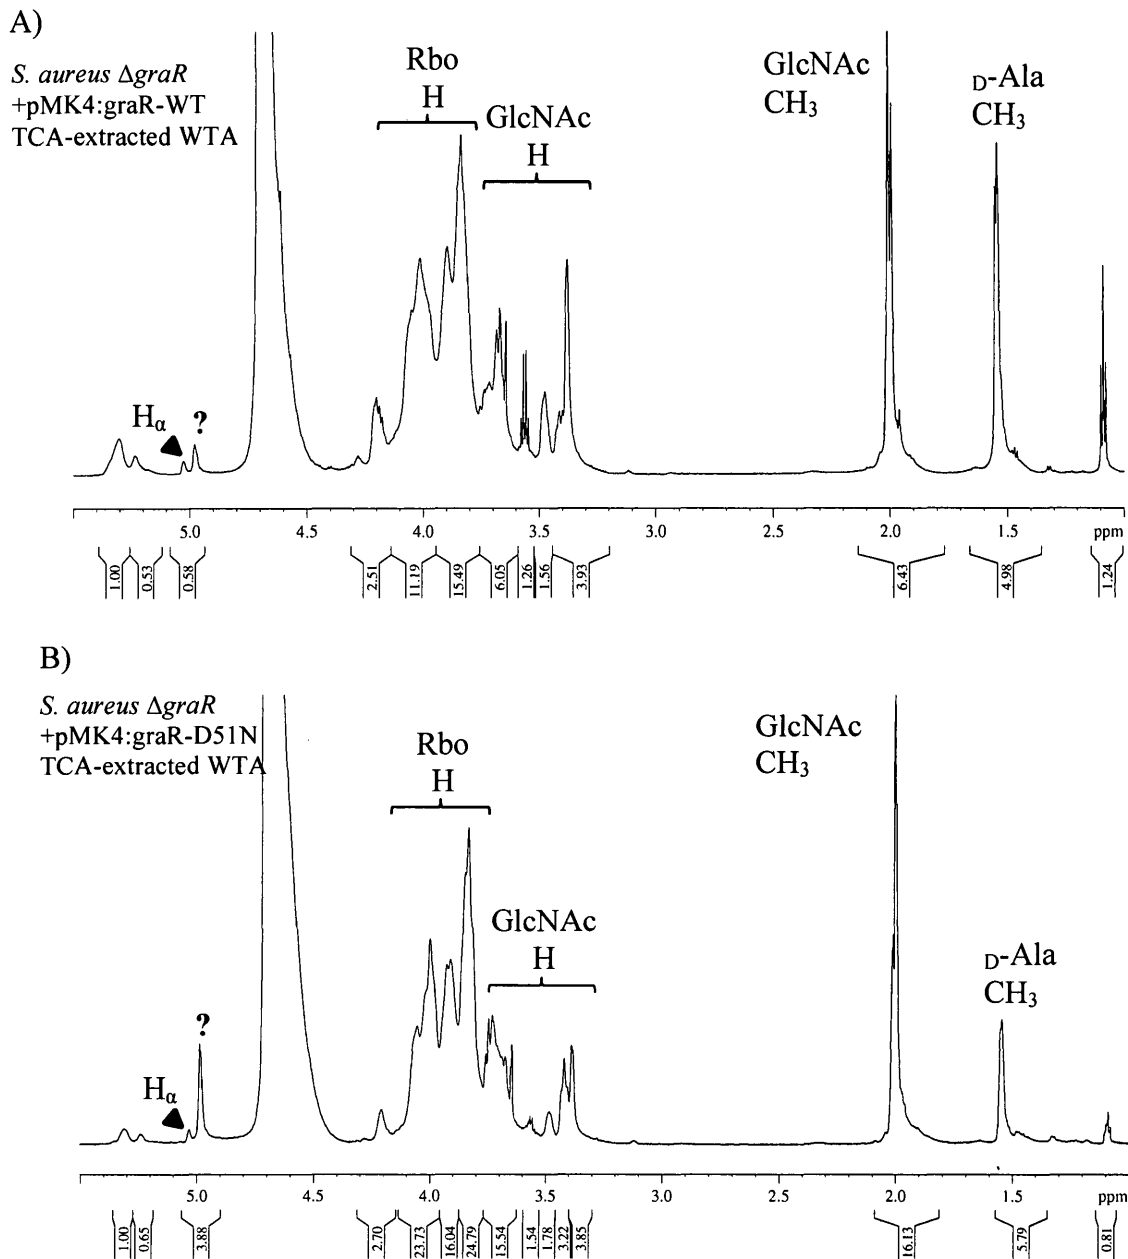 A)
S. aureus ΔgraR
+pMK4:graR-WT
TCA-extracted WTA
Rbo
H
GlcNAc
H
GlcNAc
CH3
D-Ala
CH3
Hα
?
5.0 4.5 4.0 3.5 3.0 2.5 2.0 1.5 ppm
1.00 0.53 0.58 2.51 11.19 15.49 6.05 1.26 1.56 3.93 6.43 4.98 1.24
B)
S. aureus ΔgraR
+pMK4:graR-D51N
TCA-extracted WTA
Rbo
H
GlcNAc
H
GlcNAc
CH3
D-Ala
CH3
Hα
?
5.0 4.5 4.0 3.5 3.0 2.5 2.0 1.5 ppm
1.00 0.65 3.88 2.70 23.73 16.04 24.79 15.54 1.54 1.78 3.22 3.85 16.13 5.79 0.81